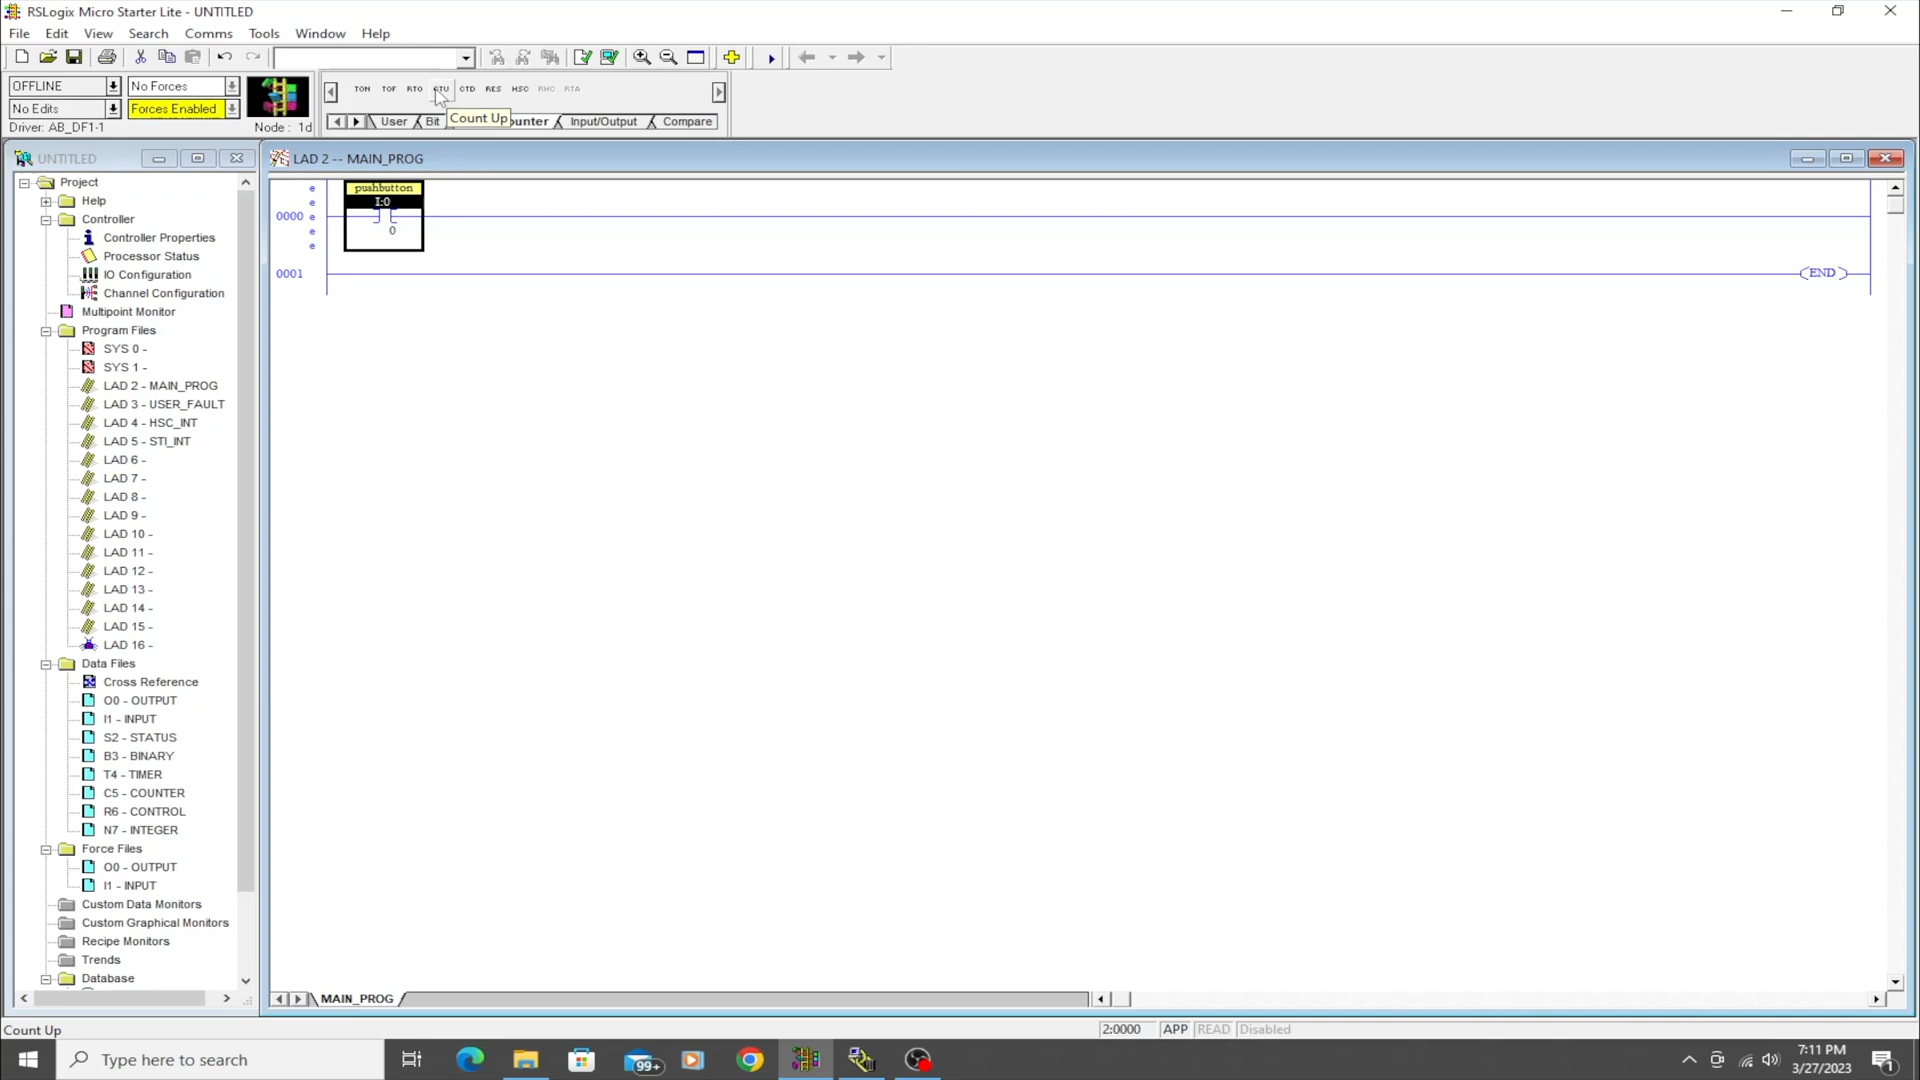 RSLogix Micro Starter Lite - UNTITLED
File Edit View Search Comms Tools Window Help
OFFLINE No Forces
No Edits Forces Enabled
Driver: AB_DF1-1 Node : 1d
TON TOF RTO CTU CTD RES HSC RHC RTA
Count Up
User Bit ounter Input/Output Compare
UNTITLED
Project
Help
Controller
Controller Properties
Processor Status
IO Configuration
Channel Configuration
Multipoint Monitor
Program Files
SYS 0 -
SYS 1 -
LAD 2 - MAIN_PROG
LAD 3 - USER_FAULT
LAD 4 - HSC_INT
LAD 5 - STI_INT
LAD 6 -
LAD 7 -
LAD 8 -
LAD 9 -
LAD 10 -
LAD 11 -
LAD 12 -
LAD 13 -
LAD 14 -
LAD 15 -
LAD 16 -
Data Files
Cross Reference
O0 - OUTPUT
I1 - INPUT
S2 - STATUS
B3 - BINARY
T4 - TIMER
C5 - COUNTER
R6 - CONTROL
N7 - INTEGER
Force Files
O0 - OUTPUT
I1 - INPUT
Custom Data Monitors
Custom Graphical Monitors
Recipe Monitors
Trends
Database
LAD 2 -- MAIN_PROG
e pushbutton
e I:0
0000 e
e 0
e
0001 END
MAIN_PROG
Count Up 2:0000 APP READ Disabled
Type here to search 99+ 7:11 PM
3/27/2023 1